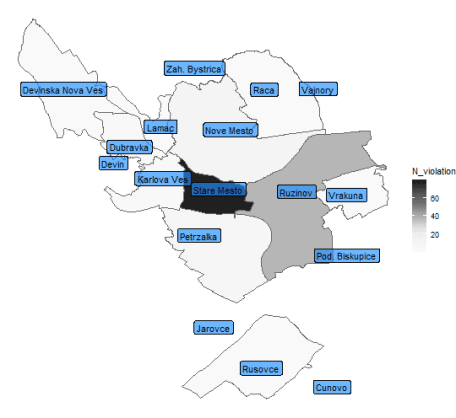 Zah. Bystrica
Devinska Nova Ves
Raca
Vajnory
Lamac
Nove Mesto
Dubravka
Devin
Karlova Ves
Stare Mesto
Ruzinov
Vrakuna
N_violation
60
40
20
Petrzalka
Pod. Biskupice
Jarovce
Rusovce
Cunovo